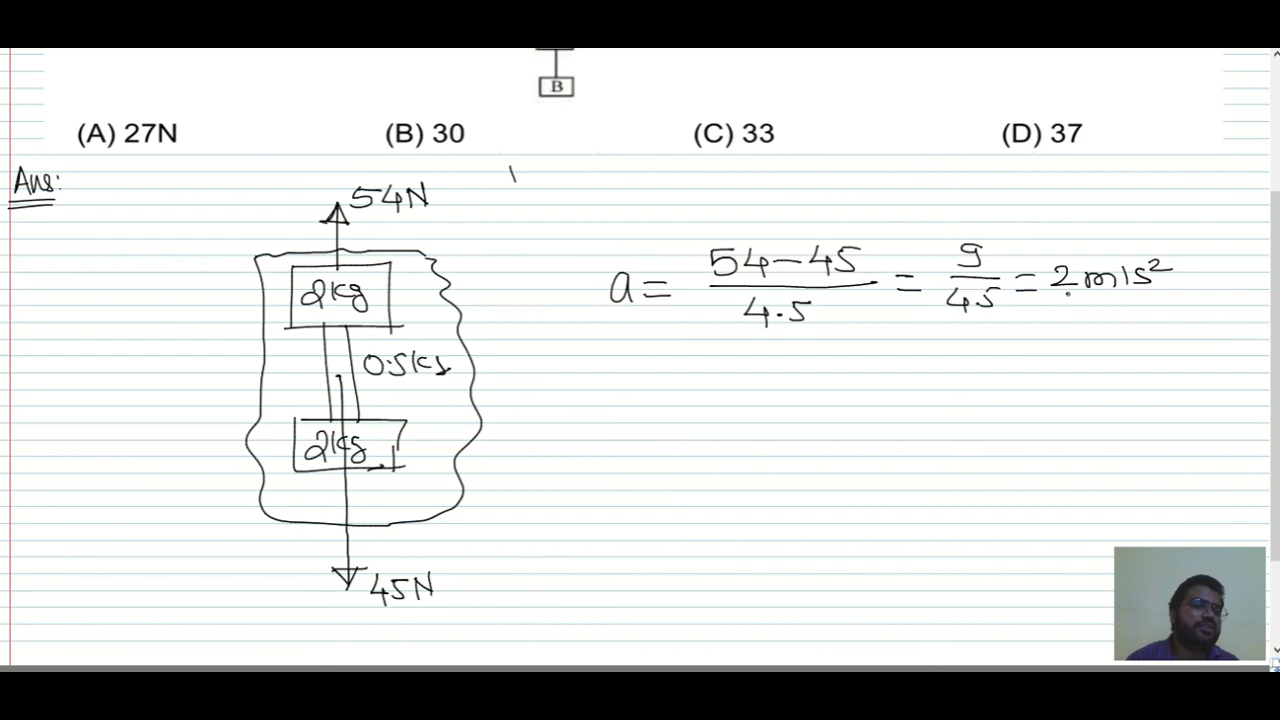 B
(A) 27N (B) 30 (C) 33 (D) 37
Ans:
54N
2kg
a = 54-45 / 4.5 = 9 / 4.5 = 2 m/s²
0.5kg
2kg
45N